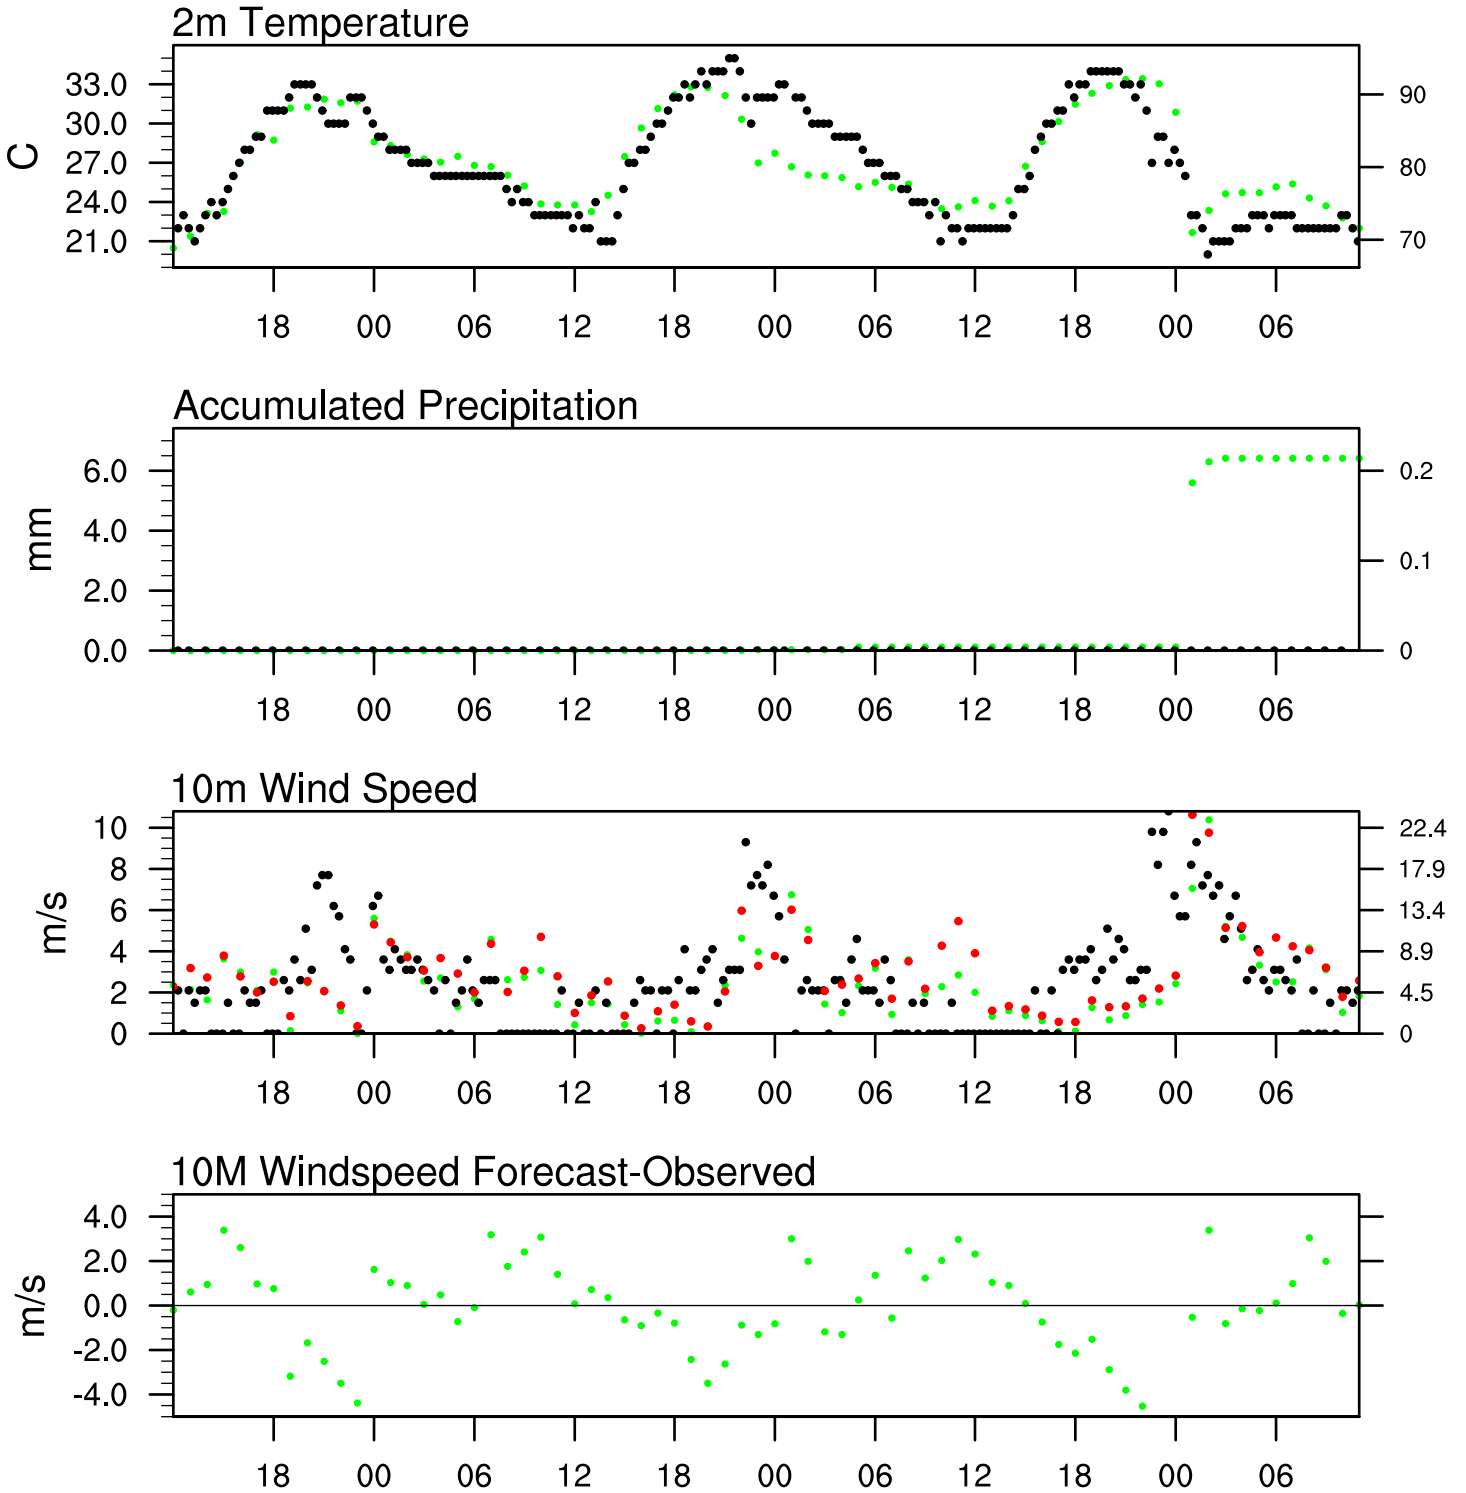 2m Temperature
33.0
30.0
27.0
24.0
21.0
C
90
80
70
18 00 06 12 18 00 06 12 18 00 06
Accumulated Precipitation
6.0
4.0
2.0
0.0
mm
0.2
0.1
0
18 00 06 12 18 00 06 12 18 00 06
10m Wind Speed
10
8
6
4
2
0
m/s
22.4
17.9
13.4
8.9
4.5
0
18 00 06 12 18 00 06 12 18 00 06
10M Windspeed Forecast-Observed
4.0
2.0
0.0
-2.0
-4.0
m/s
18 00 06 12 18 00 06 12 18 00 06